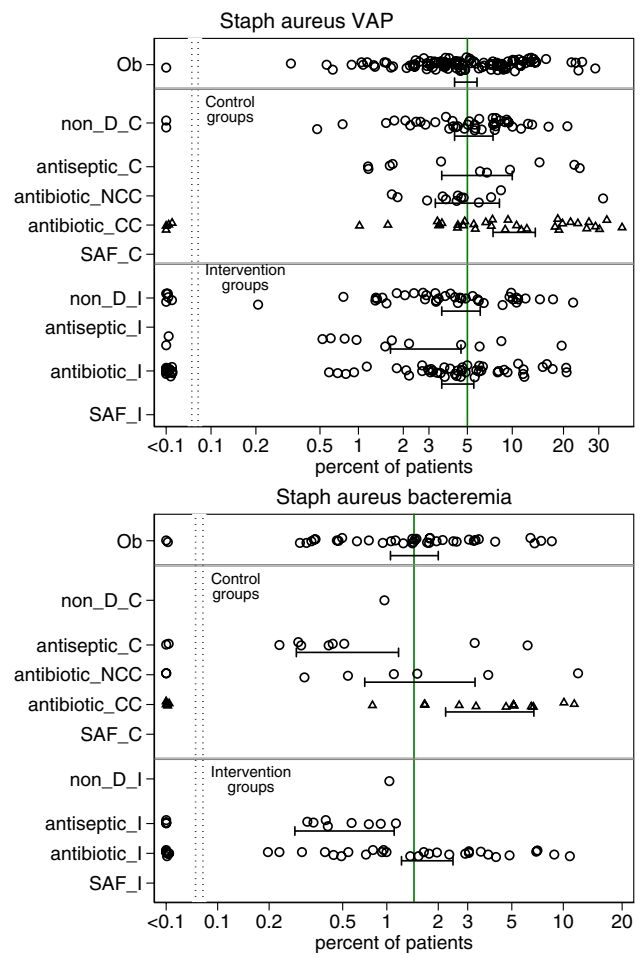 Staph aureus VAP
Ob
Control
groups
non_D_C
antiseptic_C
antibiotic_NCC
antibiotic_CC
SAF_C
Intervention
groups
non_D_I
antiseptic_I
antibiotic_I
SAF_I
<0.1 0.1 0.2 0.5 1 2 3 5 10 20 30
percent of patients
Staph aureus bacteremia
Ob
Control
groups
non_D_C
antiseptic_C
antibiotic_NCC
antibiotic_CC
SAF_C
Intervention
groups
non_D_I
antiseptic_I
antibiotic_I
SAF_I
<0.1 0.1 0.2 0.5 1 2 3 5 10 20
percent of patients